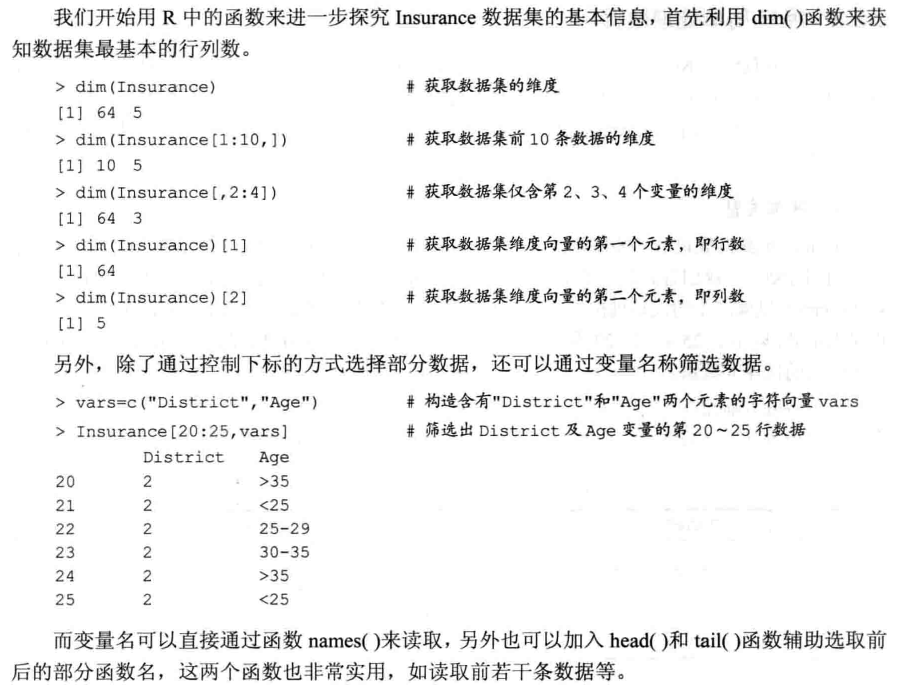 我们开始用 R 中的函数来进一步探究 Insurance 数据集的基本信息，首先利用 dim( )函数来获
知数据集最基本的行列数。
> dim(Insurance) # 获取数据集的维度
[1] 64 5
> dim(Insurance[1:10,]) # 获取数据集前 10 条数据的维度
[1] 10 5
> dim(Insurance[,2:4]) # 获取数据集仅含第 2、3、4 个变量的维度
[1] 64 3
> dim(Insurance)[1] # 获取数据集维度向量的第一个元素，即行数
[1] 64
> dim(Insurance)[2] # 获取数据集维度向量的第二个元素，即列数
[1] 5
另外，除了通过控制下标的方式选择部分数据，还可以通过变量名称筛选数据。
> vars=c("District","Age") # 构造含有"District"和"Age"两个元素的字符向量 vars
> Insurance[20:25,vars] # 筛选出 District 及 Age 变量的第 20~25 行数据
District Age
20 2 >35
21 2 <25
22 2 25-29
23 2 30-35
24 2 >35
25 2 <25
而变量名可以直接通过函数 names( )来读取，另外也可以加入 head( )和 tail( )函数辅助选取前
后的部分函数名，这两个函数也非常实用，如读取前若干条数据等。